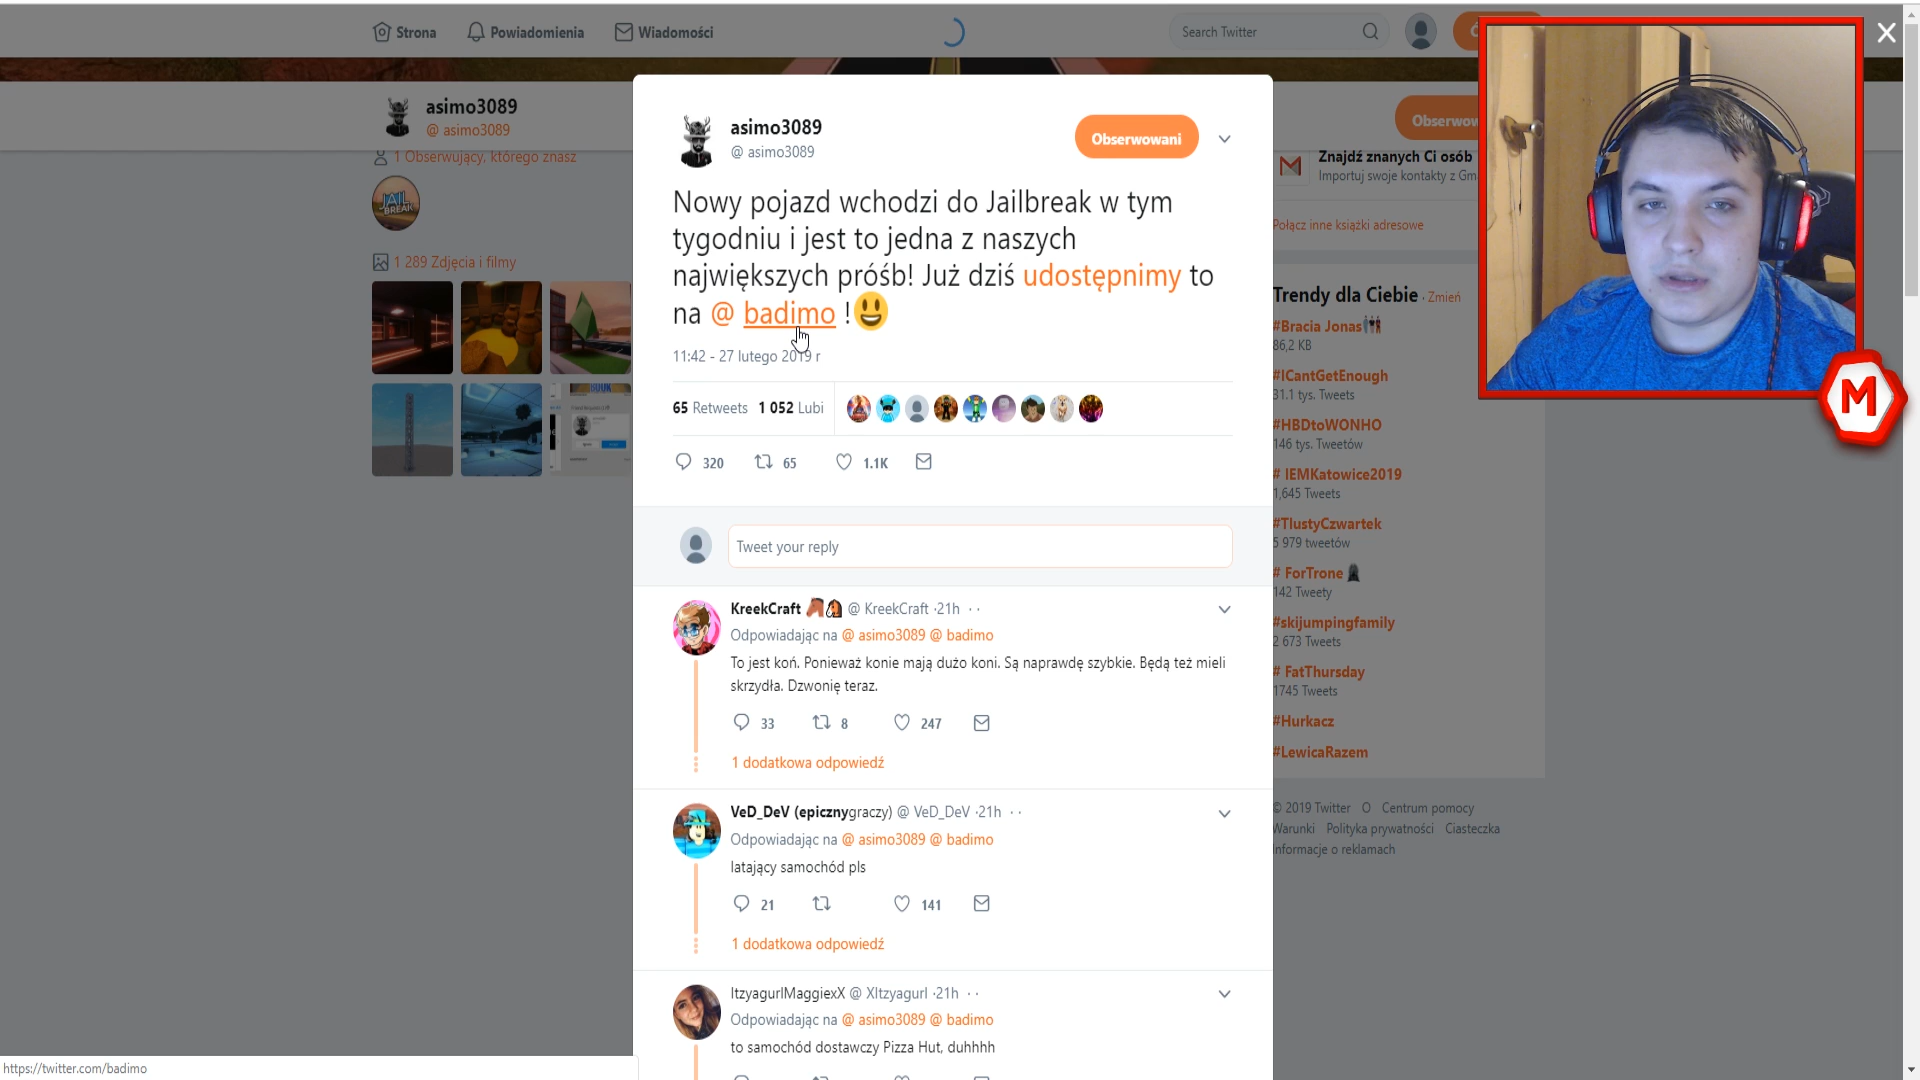 Strona
Powiadomienia
Wiadomości
Search Twitter
asimo3089
@ asimo3089
1 Obserwujący, którego znasz
JAIL
BREAK
1 289 Zdjęcia i filmy
asimo3089
@ asimo3089
Obserwowani
Nowy pojazd wchodzi do Jailbreak w tym
tygodniu i jest to jedna z naszych
największych próśb! Już dziś udostępnimy to
na @ badimo !😃
11:42 - 27 lutego 2019 r
65 Retweets 1 052 Lubi
320 65 1.1K
Tweet your reply
KreekCraft @ KreekCraft ·21h
Odpowiadając na @ asimo3089 @ badimo
To jest koń. Ponieważ konie mają dużo koni. Są naprawdę szybkie. Będą też mieli
skrzydła. Dzwonię teraz.
33 8 247
1 dodatkowa odpowiedź
VeD_DeV (epicznygraczy) @ VeD_DeV ·21h
Odpowiadając na @ asimo3089 @ badimo
latający samochód pls
21 141
1 dodatkowa odpowiedź
ItzyagurlMaggiexX @ XItzyagurl ·21h
Odpowiadając na @ asimo3089 @ badimo
to samochód dostawczy Pizza Hut, duhhhh
Obserwow
Znajdź znanych Ci osób
Importuj swoje kontakty z Gm
Połącz inne książki adresowe
Trendy dla Ciebie · Zmień
#Bracia Jonas
86,2 KB
#ICantGetEnough
31.1 tys. Tweets
#HBDtoWONHO
146 tys. Tweetów
# IEMKatowice2019
1,645 Tweets
#TlustyCzwartek
5 979 tweetów
# ForTrone
142 Tweety
#skijumpingfamily
2 673 Tweets
# FatThursday
1745 Tweets
#Hurkacz
#LewicaRazem
© 2019 Twitter O Centrum pomocy
Warunki Polityka prywatności Ciasteczka
Informacje o reklamach
M
https://twitter.com/badimo